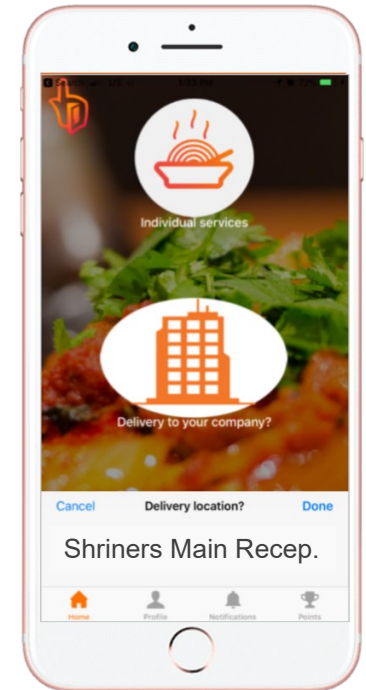 Individual services
Delivery to your company?
Cancel Delivery location? Done
Shriners Main Recep.
Home Profile Notifications Points